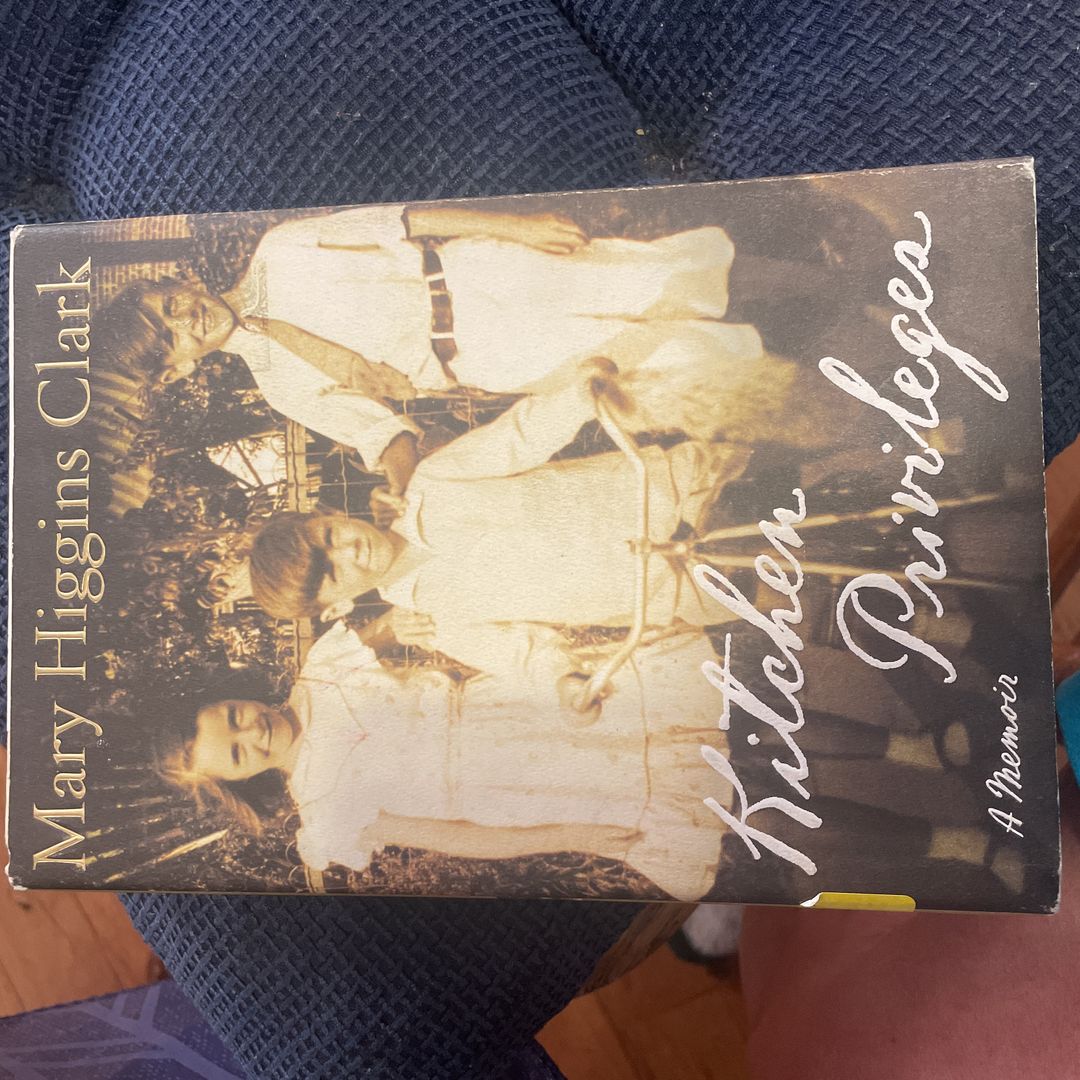 Mary Higgins Clark
Kitchen
Privileges
A Memoir